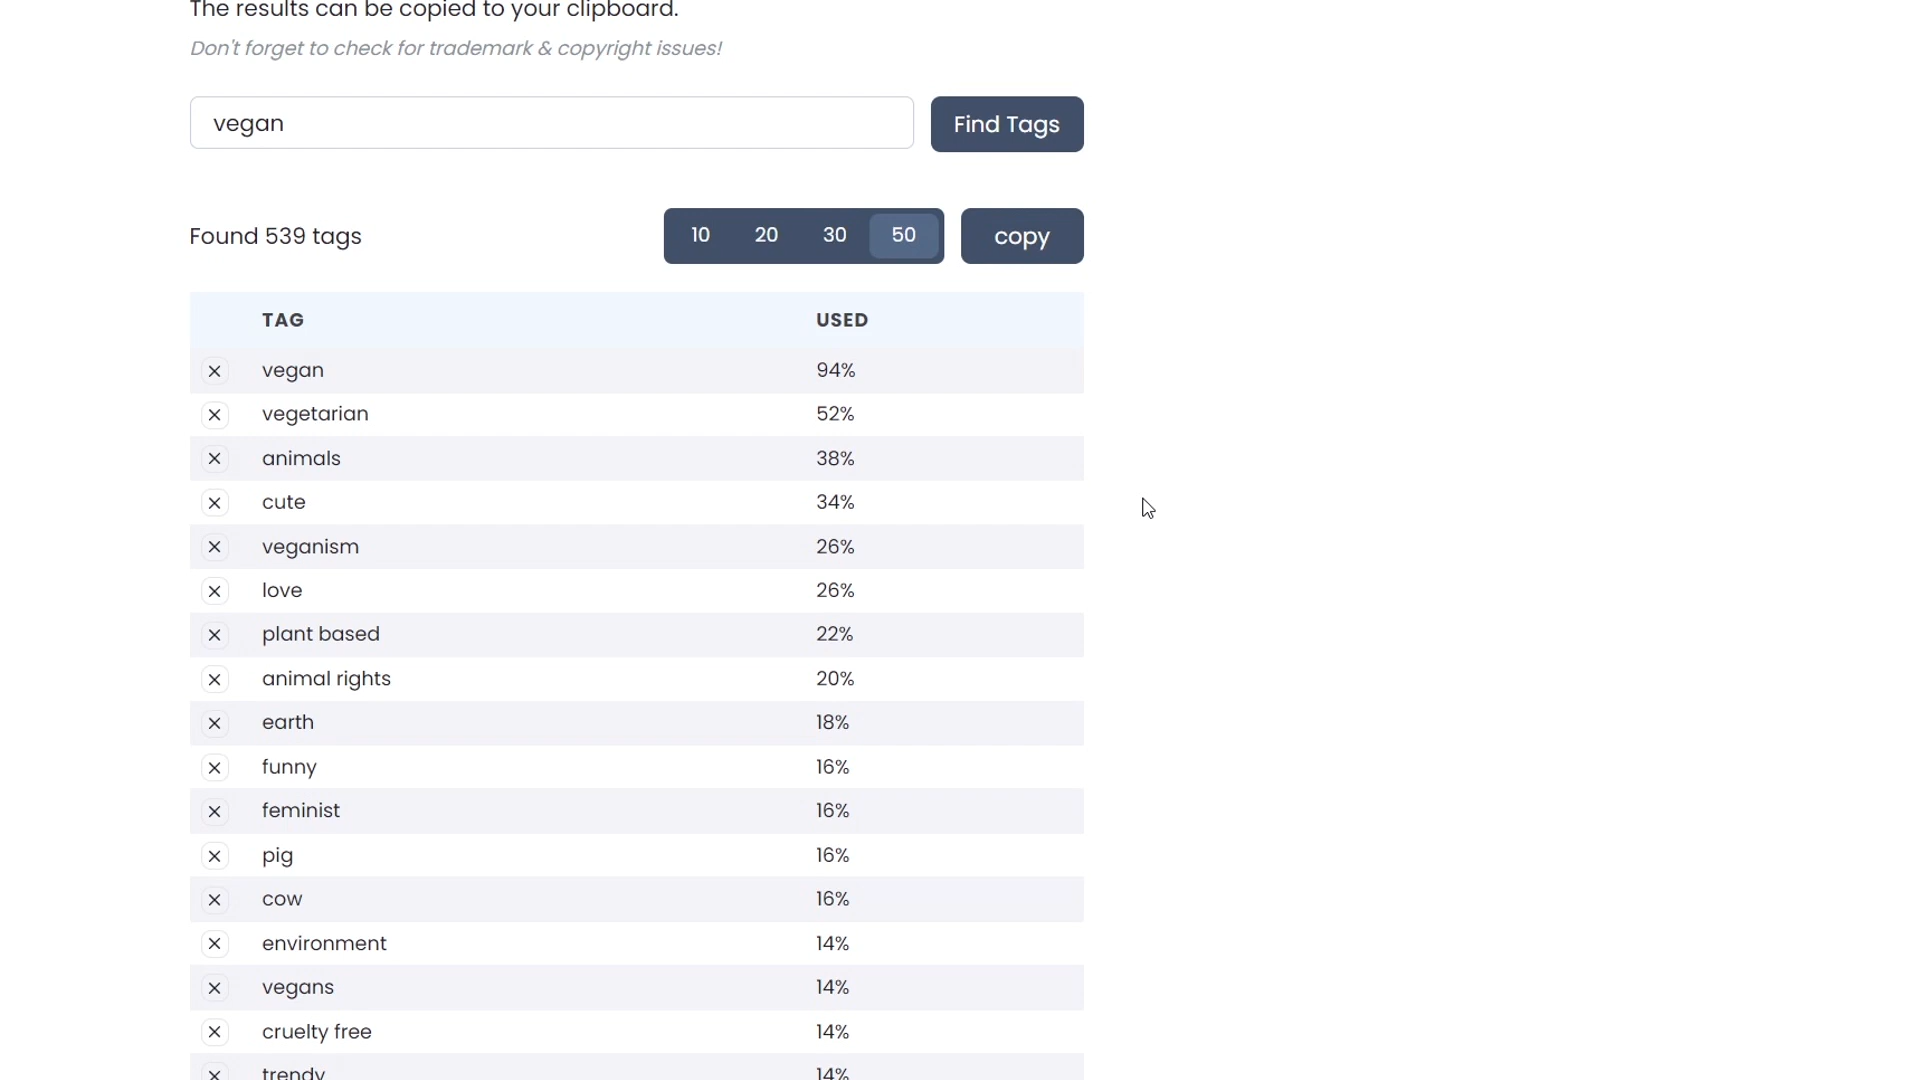 The results can be copied to your clipboard.
Don't forget to check for trademark & copyright issues!
vegan
Find Tags
Found 539 tags
10 20 30 50
copy
TAG USED
vegan 94%
vegetarian 52%
animals 38%
cute 34%
veganism 26%
love 26%
plant based 22%
animal rights 20%
earth 18%
funny 16%
feminist 16%
pig 16%
cow 16%
environment 14%
vegans 14%
cruelty free 14%
trendy 14%